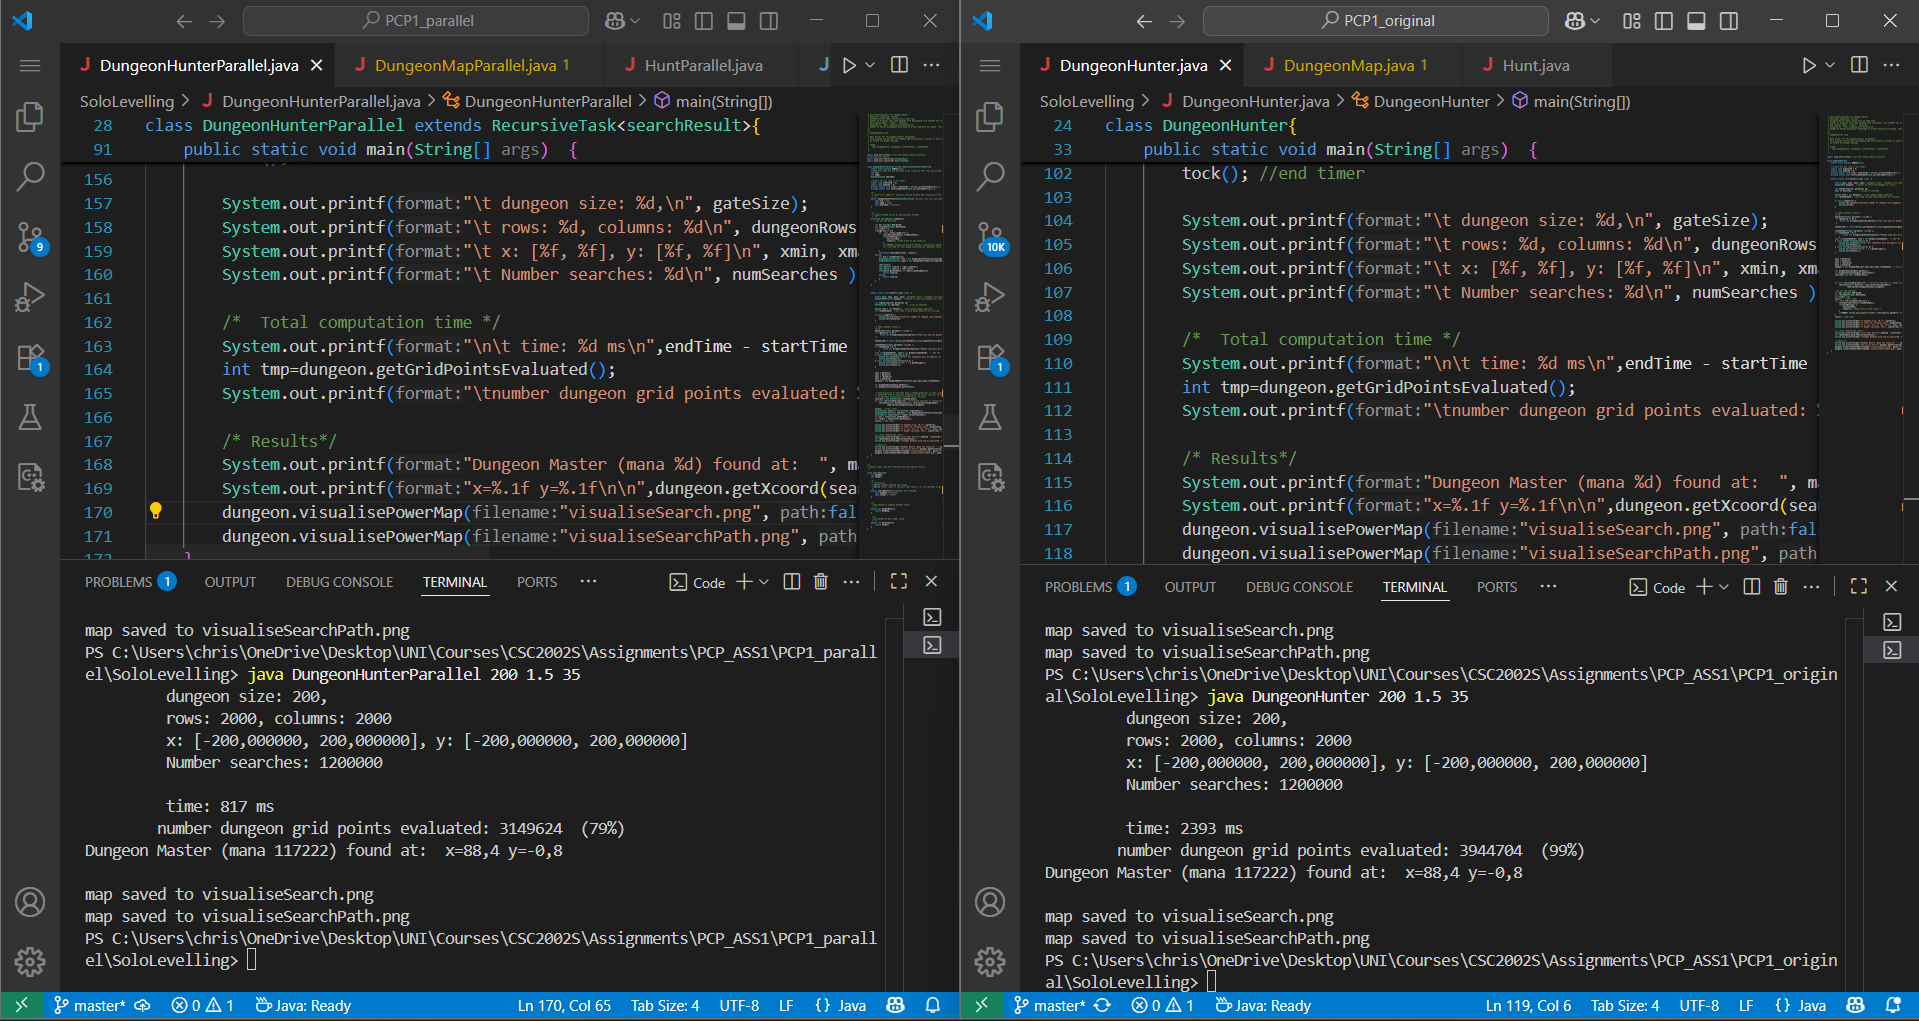 PCP1_parallel
DungeonHunterParallel.java
DungeonMapParallel.java 1
HuntParallel.java
SoloLevelling > DungeonHunterParallel.java > DungeonHunterParallel > main(String[])
28 class DungeonHunterParallel extends RecursiveTask<searchResult>{
91 public static void main(String[] args) {
156
157 System.out.printf(format:"\t dungeon size: %d,\n", gateSize);
158 System.out.printf(format:"\t rows: %d, columns: %d\n", dungeonRows
159 System.out.printf(format:"\t x: [%f, %f], y: [%f, %f]\n", xmin, xm
160 System.out.printf(format:"\t Number searches: %d\n", numSearches )
161
162 /*  Total computation time */
163 System.out.printf(format:"\n\t time: %d ms\n",endTime - startTime
164 int tmp=dungeon.getGridPointsEvaluated();
165 System.out.printf(format:"\tnumber dungeon grid points evaluated:
166
167 /* Results*/
168 System.out.printf(format:"Dungeon Master (mana %d) found at:  ", m
169 System.out.printf(format:"x=%.1f y=%.1f\n\n",dungeon.getXcoord(sea
170 dungeon.visualisePowerMap(filename:"visualiseSearch.png", path:fal
171 dungeon.visualisePowerMap(filename:"visualiseSearchPath.png", path
172 }
PROBLEMS 1 OUTPUT DEBUG CONSOLE TERMINAL PORTS ··· Code
map saved to visualiseSearchPath.png
PS C:\Users\chris\OneDrive\Desktop\UNI\Courses\CSC2002S\Assignments\PCP_ASS1\PCP1_parall
el\SoloLevelling> java DungeonHunterParallel 200 1.5 35
dungeon size: 200,
rows: 2000, columns: 2000
x: [-200,000000, 200,000000], y: [-200,000000, 200,000000]
Number searches: 1200000
time: 817 ms
number dungeon grid points evaluated: 3149624  (79%)
Dungeon Master (mana 117222) found at:  x=88,4 y=-0,8
map saved to visualiseSearch.png
map saved to visualiseSearchPath.png
PS C:\Users\chris\OneDrive\Desktop\UNI\Courses\CSC2002S\Assignments\PCP_ASS1\PCP1_parall
el\SoloLevelling>
9
1
master* 0 1 Java: Ready Ln 170, Col 65 Tab Size: 4 UTF-8 LF {} Java
PCP1_original
DungeonHunter.java
DungeonMap.java 1
Hunt.java
SoloLevelling > DungeonHunter.java > DungeonHunter > main(String[])
24 class DungeonHunter{
33 public static void main(String[] args) {
102 tock(); //end timer
103
104 System.out.printf(format:"\t dungeon size: %d,\n", gateSize);
105 System.out.printf(format:"\t rows: %d, columns: %d\n", dungeonRows
106 System.out.printf(format:"\t x: [%f, %f], y: [%f, %f]\n", xmin, xm
107 System.out.printf(format:"\t Number searches: %d\n", numSearches )
108
109 /*  Total computation time */
110 System.out.printf(format:"\n\t time: %d ms\n",endTime - startTime
111 int tmp=dungeon.getGridPointsEvaluated();
112 System.out.printf(format:"\tnumber dungeon grid points evaluated:
113
114 /* Results*/
115 System.out.printf(format:"Dungeon Master (mana %d) found at:  ", m
116 System.out.printf(format:"x=%.1f y=%.1f\n\n",dungeon.getXcoord(sea
117 dungeon.visualisePowerMap(filename:"visualiseSearch.png", path:fal
118 dungeon.visualisePowerMap(filename:"visualiseSearchPath.png", path
PROBLEMS 1 OUTPUT DEBUG CONSOLE TERMINAL PORTS ··· Code
map saved to visualiseSearch.png
map saved to visualiseSearchPath.png
PS C:\Users\chris\OneDrive\Desktop\UNI\Courses\CSC2002S\Assignments\PCP_ASS1\PCP1_origin
al\SoloLevelling> java DungeonHunter 200 1.5 35
dungeon size: 200,
rows: 2000, columns: 2000
x: [-200,000000, 200,000000], y: [-200,000000, 200,000000]
Number searches: 1200000
time: 2393 ms
number dungeon grid points evaluated: 3944704  (99%)
Dungeon Master (mana 117222) found at:  x=88,4 y=-0,8
map saved to visualiseSearch.png
map saved to visualiseSearchPath.png
PS C:\Users\chris\OneDrive\Desktop\UNI\Courses\CSC2002S\Assignments\PCP_ASS1\PCP1_origin
al\SoloLevelling>
10K
1
master* 0 1 Java: Ready Ln 119, Col 6 Tab Size: 4 UTF-8 LF {} Java